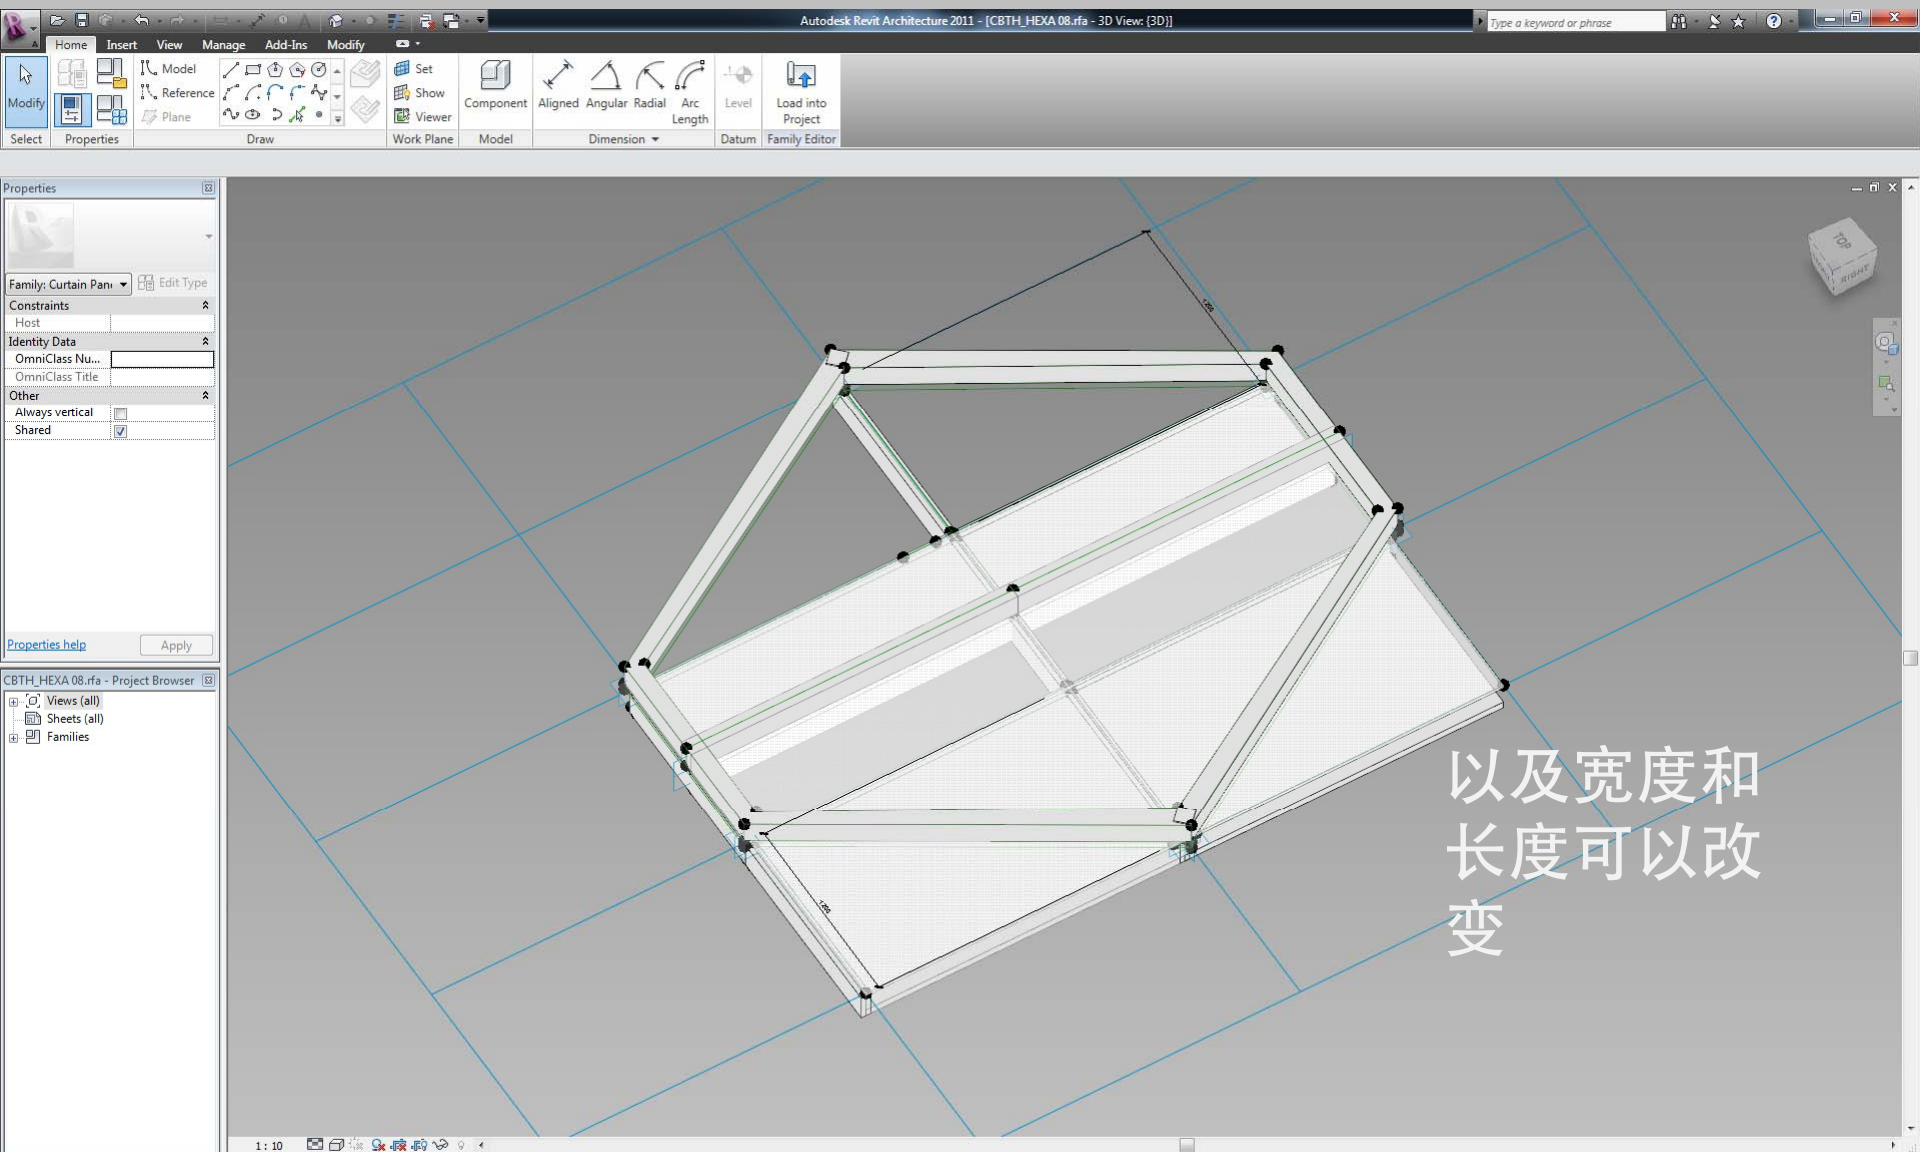 Autodesk Revit Architecture 2011 - [CBTH_HEXA 08.rfa - 3D View: {3D}]
Type a keyword or phrase
Home Insert View Manage Add-Ins Modify
Modify
Model
Reference
Plane
Set
Show
Viewer
Component
Aligned
Angular
Radial
Arc
Length
Level
Load into
Project
Select
Properties
Draw
Work Plane
Model
Dimension
Datum
Family Editor
Properties
Edit Type
Constraints
Host
Identity Data
OmniClass Nu...
OmniClass Title
Other
Always vertical
Shared
Properties help
Apply
CBTH_HEXA 08.rfa - Project Browser
Views (all)
Sheets (all)
Families
TOP
RIGHT
1200
1200
以及宽度和
长度可以改
变
1 : 10